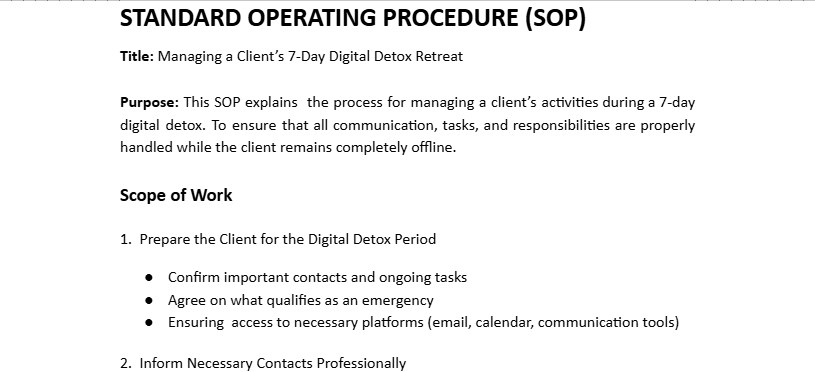 STANDARD OPERATING PROCEDURE (SOP)
Title: Managing a Client’s 7-Day Digital Detox Retreat
Purpose: This SOP explains  the process for managing a client’s activities during a 7-day
digital detox. To ensure that all communication, tasks, and responsibilities are properly
handled while the client remains completely offline.
Scope of Work
1. Prepare the Client for the Digital Detox Period
● Confirm important contacts and ongoing tasks
● Agree on what qualifies as an emergency
● Ensuring  access to necessary platforms (email, calendar, communication tools)
2. Inform Necessary Contacts Professionally